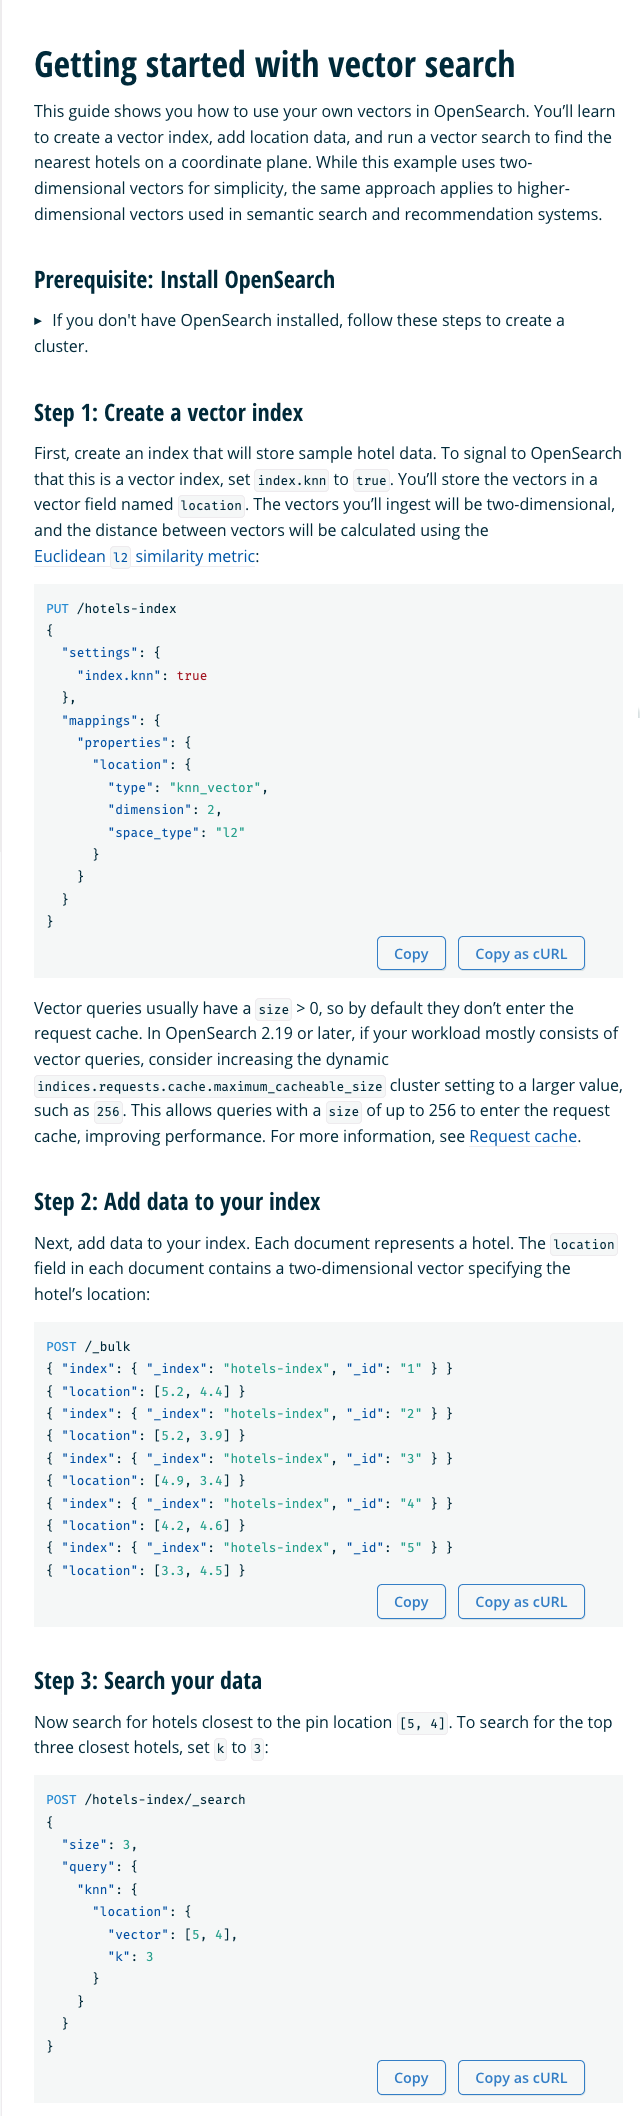 Getting started with vector search
This guide shows you how to use your own vectors in OpenSearch. You’ll learn
to create a vector index, add location data, and run a vector search to find the
nearest hotels on a coordinate plane. While this example uses two-
dimensional vectors for simplicity, the same approach applies to higher-
dimensional vectors used in semantic search and recommendation systems.
Prerequisite: Install OpenSearch
▸ If you don't have OpenSearch installed, follow these steps to create a
cluster.
Step 1: Create a vector index
First, create an index that will store sample hotel data. To signal to OpenSearch
that this is a vector index, set index.knn to true. You’ll store the vectors in a
vector field named location. The vectors you’ll ingest will be two-dimensional,
and the distance between vectors will be calculated using the
Euclidean l2 similarity metric:
PUT /hotels-index
{
  "settings": {
    "index.knn": true
  },
  "mappings": {
    "properties": {
      "location": {
        "type": "knn_vector",
        "dimension": 2,
        "space_type": "l2"
      }
    }
  }
}
Copy Copy as cURL
Vector queries usually have a size > 0, so by default they don’t enter the
request cache. In OpenSearch 2.19 or later, if your workload mostly consists of
vector queries, consider increasing the dynamic
indices.requests.cache.maximum_cacheable_size cluster setting to a larger value,
such as 256. This allows queries with a size of up to 256 to enter the request
cache, improving performance. For more information, see Request cache.
Step 2: Add data to your index
Next, add data to your index. Each document represents a hotel. The location
field in each document contains a two-dimensional vector specifying the
hotel’s location:
POST /_bulk
{ "index": { "_index": "hotels-index", "_id": "1" } }
{ "location": [5.2, 4.4] }
{ "index": { "_index": "hotels-index", "_id": "2" } }
{ "location": [5.2, 3.9] }
{ "index": { "_index": "hotels-index", "_id": "3" } }
{ "location": [4.9, 3.4] }
{ "index": { "_index": "hotels-index", "_id": "4" } }
{ "location": [4.2, 4.6] }
{ "index": { "_index": "hotels-index", "_id": "5" } }
{ "location": [3.3, 4.5] }
Copy Copy as cURL
Step 3: Search your data
Now search for hotels closest to the pin location [5, 4]. To search for the top
three closest hotels, set k to 3:
POST /hotels-index/_search
{
  "size": 3,
  "query": {
    "knn": {
      "location": {
        "vector": [5, 4],
        "k": 3
      }
    }
  }
}
Copy Copy as cURL